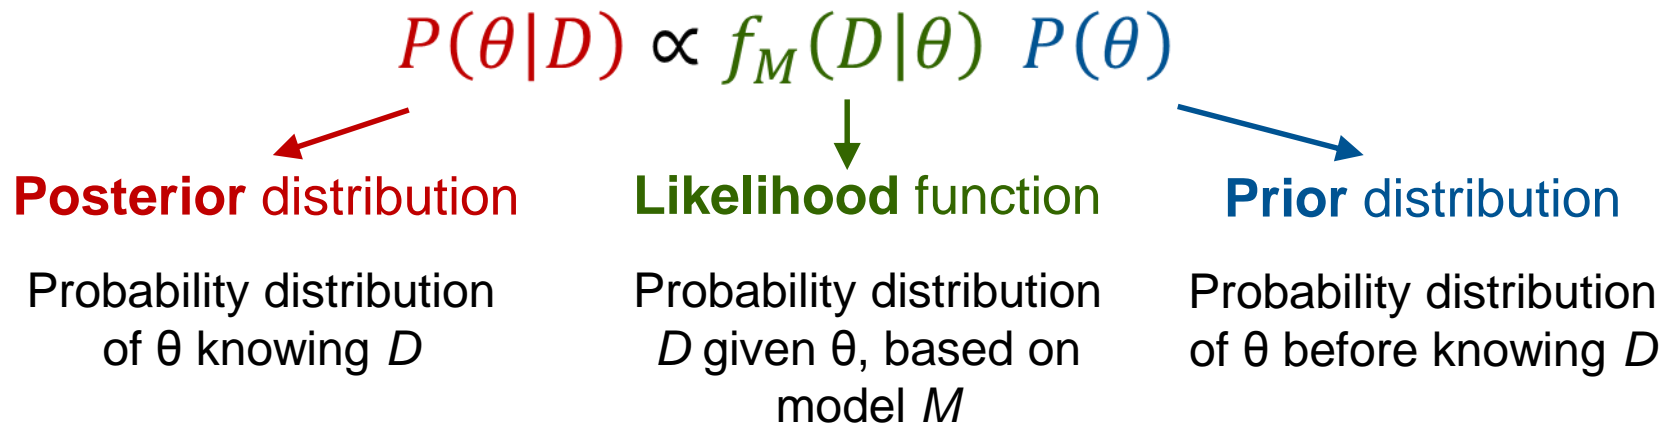 P(θ|D) ∝ f_M(D|θ) P(θ)
Posterior distribution
Probability distribution
of θ knowing D
Likelihood function
Probability distribution
D given θ, based on
model M
Prior distribution
Probability distribution
of θ before knowing D